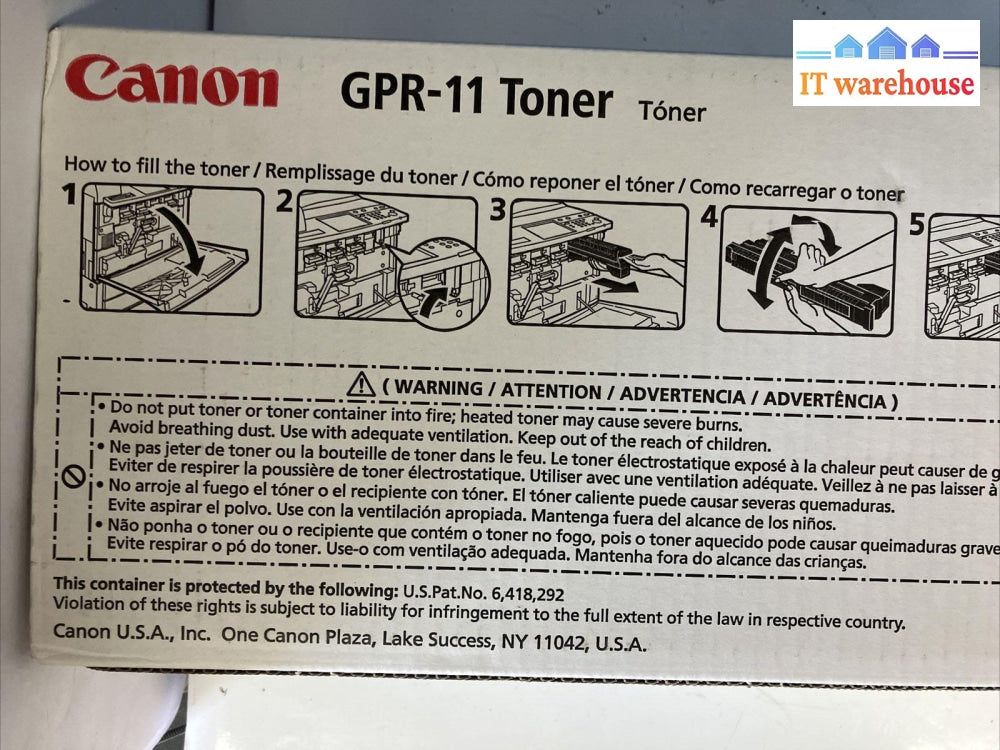 IT warehouse
Canon GPR-11 Toner Tóner
How to fill the toner / Remplissage du toner / Cómo reponer el tóner / Como recarregar o toner
1 2 3 4 5
( WARNING / ATTENTION / ADVERTENCIA / ADVERTÊNCIA )
• Do not put toner or toner container into fire; heated toner may cause severe burns.
Avoid breathing dust. Use with adequate ventilation. Keep out of the reach of children.
• Ne pas jeter de toner ou la bouteille de toner dans le feu. Le toner électrostatique exposé à la chaleur peut causer de g
Eviter de respirer la poussière de toner électrostatique. Utiliser avec une ventilation adéquate. Veillez à ne pas laisser à
• No arroje al fuego el tóner o el recipiente con tóner. El tóner caliente puede causar severas quemaduras.
Evite aspirar el polvo. Use con la ventilación apropiada. Mantenga fuera del alcance de los niños.
• Não ponha o toner ou o recipiente que contém o toner no fogo, pois o toner aquecido pode causar queimaduras grave
Evite respirar o pó do toner. Use-o com ventilação adequada. Mantenha fora do alcance das crianças.
This container is protected by the following: U.S.Pat.No. 6,418,292
Violation of these rights is subject to liability for infringement to the full extent of the law in respective country.
Canon U.S.A., Inc. One Canon Plaza, Lake Success, NY 11042, U.S.A.